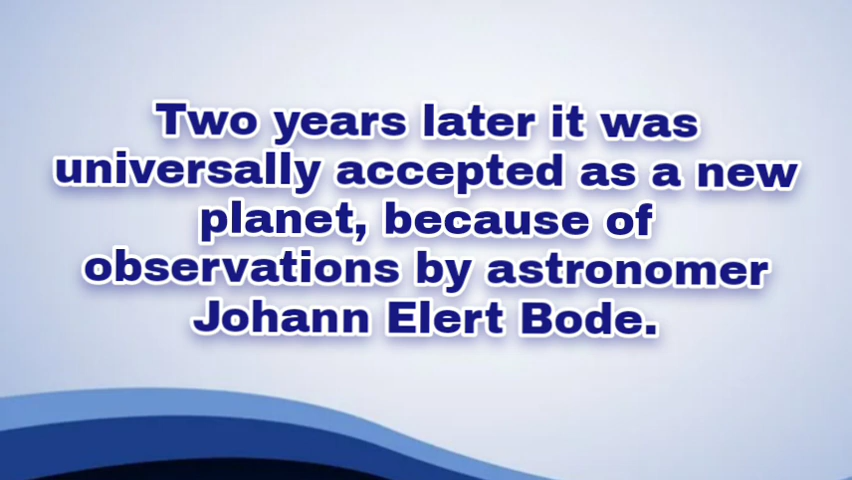 Two years later it was
universally accepted as a new
planet, because of
observations by astronomer
Johann Elert Bode.